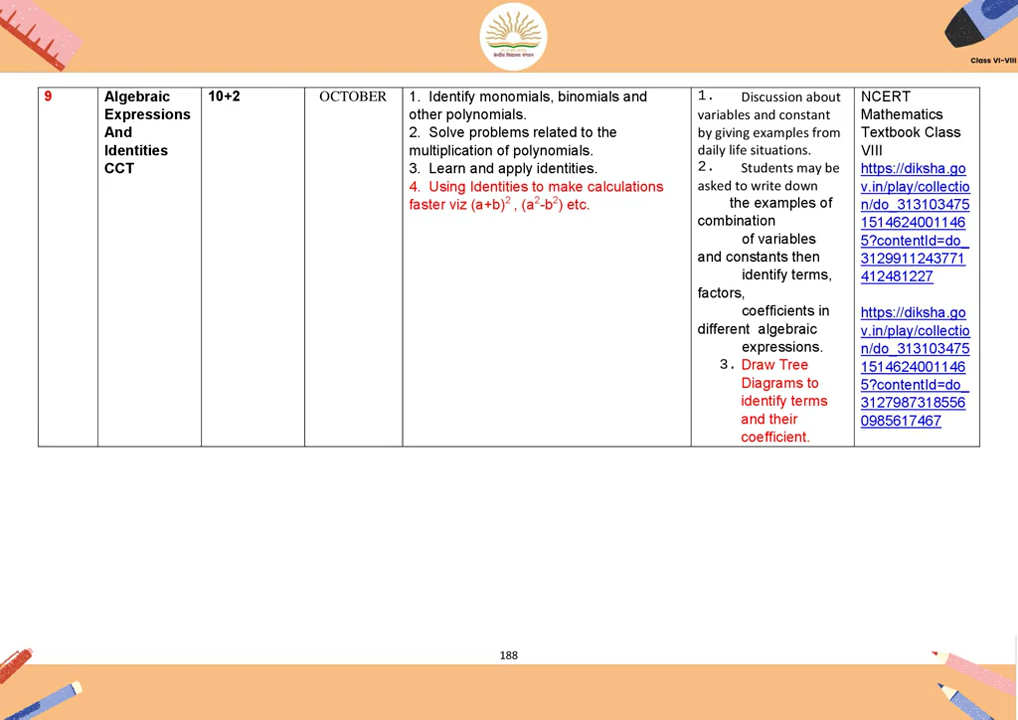 केन्द्रीय विद्यालय संगठन
Class VI-VIII
9
Algebraic
Expressions
And
Identities
CCT
10+2
OCTOBER
1. Identify monomials, binomials and
other polynomials.
2. Solve problems related to the
multiplication of polynomials.
3. Learn and apply identities.
4. Using Identities to make calculations
faster viz (a+b)² , (a²-b²) etc.
1. Discussion about
variables and constant
by giving examples from
daily life situations.
2. Students may be
asked to write down
the examples of
combination
of variables
and constants then
identify terms,
factors,
coefficients in
different algebraic
expressions.
3. Draw Tree
Diagrams to
identify terms
and their
coefficient.
NCERT
Mathematics
Textbook Class
VIII
https://diksha.go
v.in/play/collectio
n/do_313103475
1514624001146
5?contentId=do_
3129911243771
412481227
https://diksha.go
v.in/play/collectio
n/do_313103475
1514624001146
5?contentId=do_
3127987318556
0985617467
188